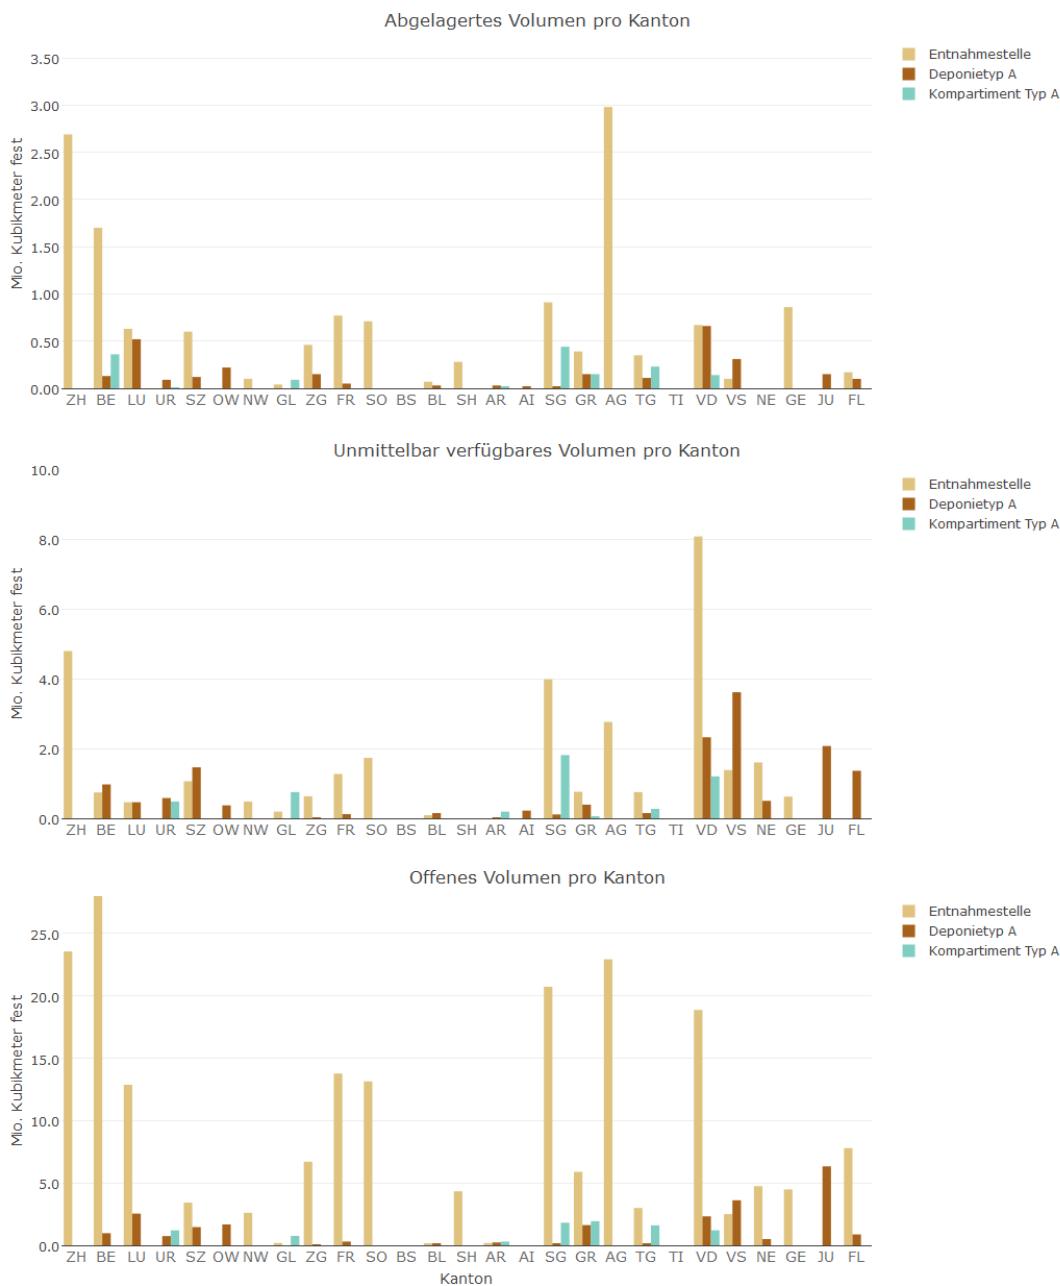 Abgelagertes Volumen pro Kanton
Entnahmestelle
Deponietyp A
Kompartiment Typ A
Mio. Kubikmeter fest
3.50
3.00
2.50
2.00
1.50
1.00
0.50
0.00
ZH BE LU UR SZ OW NW GL ZG FR SO BS BL SH AR AI SG GR AG TG TI VD VS NE GE JU FL
Unmittelbar verfügbares Volumen pro Kanton
Entnahmestelle
Deponietyp A
Kompartiment Typ A
Mio. Kubikmeter fest
10.0
8.0
6.0
4.0
2.0
0.0
ZH BE LU UR SZ OW NW GL ZG FR SO BS BL SH AR AI SG GR AG TG TI VD VS NE GE JU FL
Offenes Volumen pro Kanton
Entnahmestelle
Deponietyp A
Kompartiment Typ A
Mio. Kubikmeter fest
25.0
20.0
15.0
10.0
5.0
0.0
ZH BE LU UR SZ OW NW GL ZG FR SO BS BL SH AR AI SG GR AG TG TI VD VS NE GE JU FL
Kanton